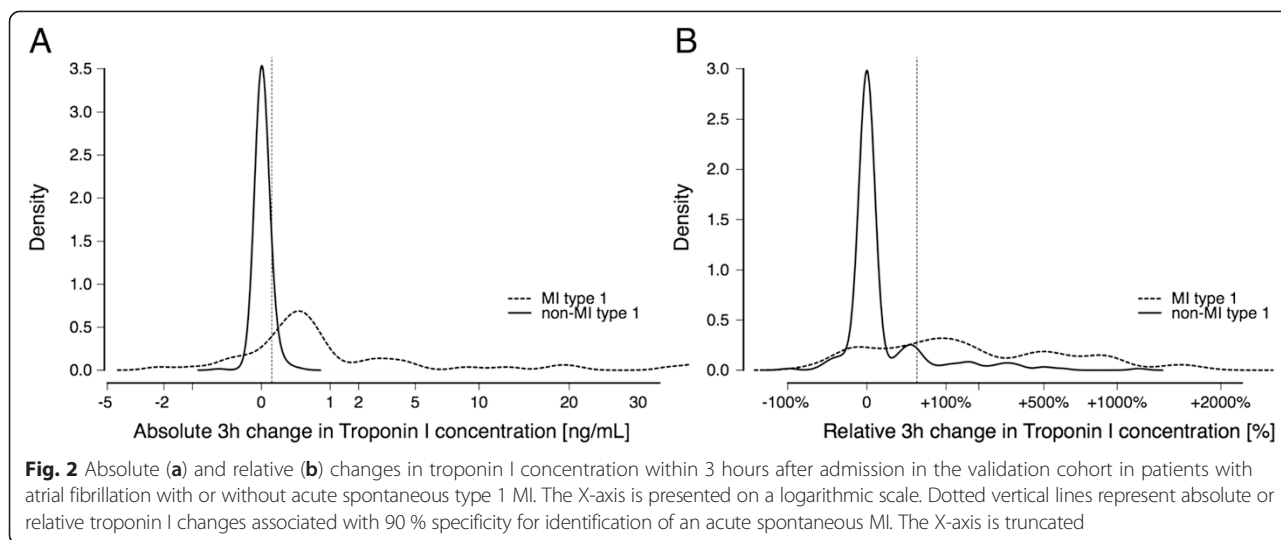 A
3.5
3.0
2.5
2.0
1.5
1.0
0.5
0.0
Density
MI type 1
non-MI type 1
-5 -2 0 1 2 5 10 20 30
Absolute 3h change in Troponin I concentration [ng/mL]
B
3.0
2.5
2.0
1.5
1.0
0.5
0.0
Density
MI type 1
non-MI type 1
-100% 0 +100% +500% +1000% +2000%
Relative 3h change in Troponin I concentration [%]
Fig. 2 Absolute (a) and relative (b) changes in troponin I concentration within 3 hours after admission in the validation cohort in patients with
atrial fibrillation with or without acute spontaneous type 1 MI. The X-axis is presented on a logarithmic scale. Dotted vertical lines represent absolute or
relative troponin I changes associated with 90 % specificity for identification of an acute spontaneous MI. The X-axis is truncated